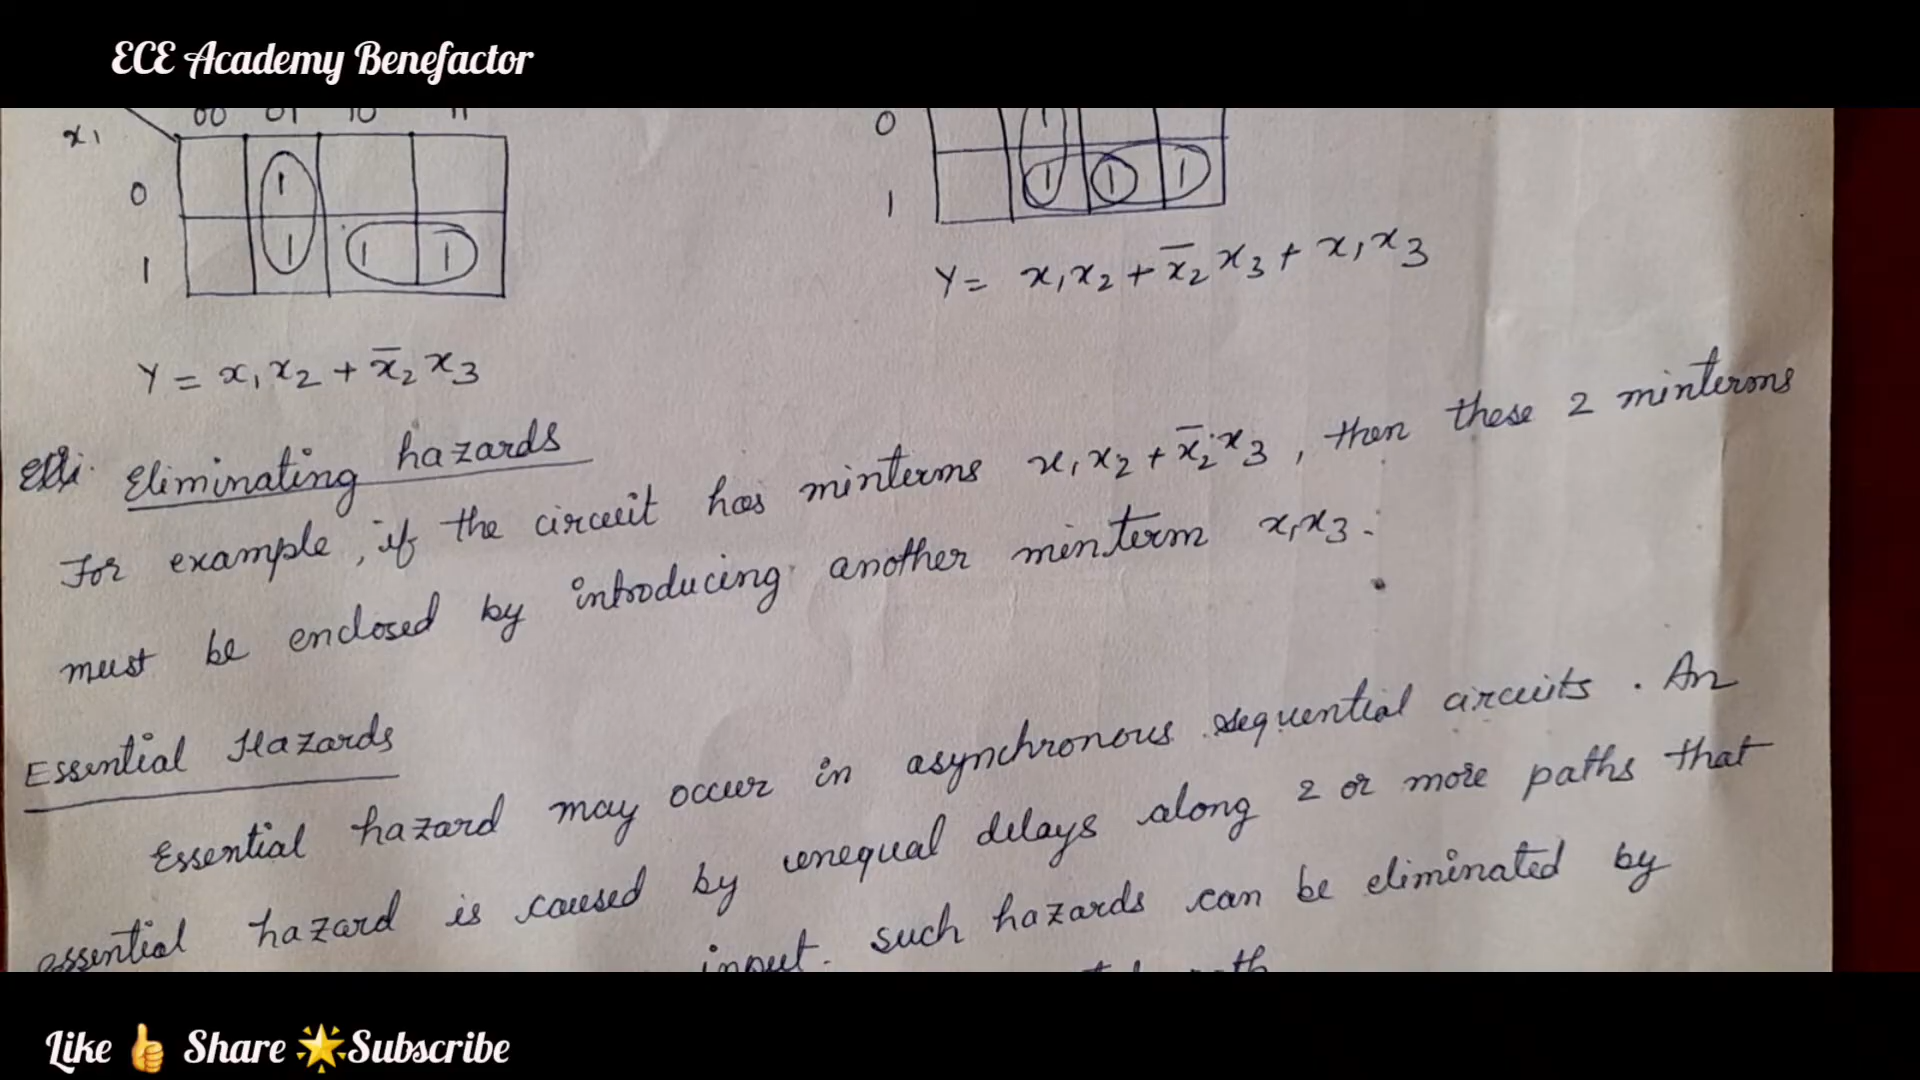 ECE Academy Benefactor
00 01 10 11
x₁
0
1 1
1
1 1 1
0
1
1 1 1 1
Y = x₁x₂ + x̅₂x₃ + x₁x₃
Y = x₁x₂ + x̅₂x₃
Eliminating hazards
For example, if the circuit has minterms x₁x₂ + x̅₂x₃, then these 2 minterms
must be enclosed by introducing another minterm x₁x₃.
Essential Hazards
Essential hazard may occur in asynchronous sequential circuits. An
essential hazard is caused by unequal delays along 2 or more paths that
input. such hazards can be eliminated by
Like 👍 Share 🌟Subscribe